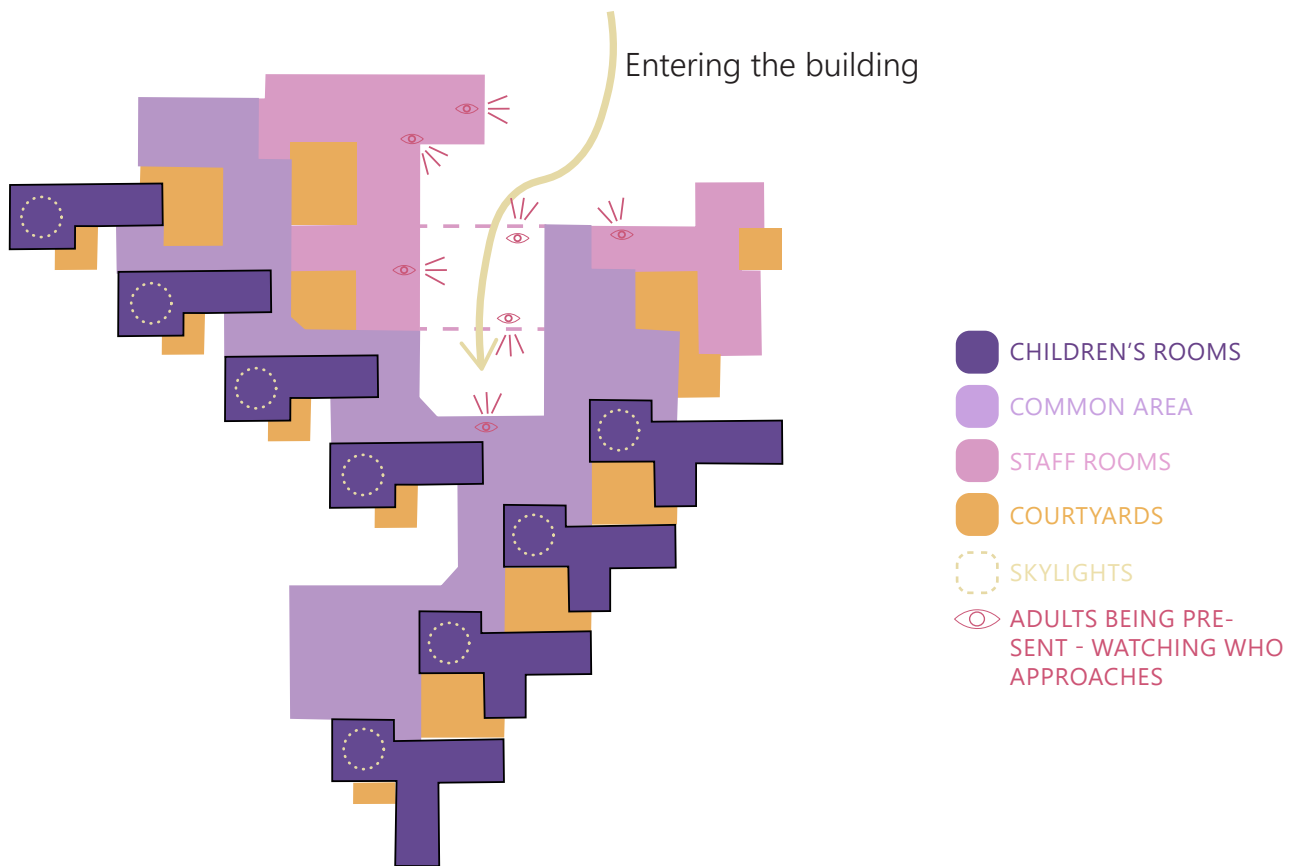 Entering the building
CHILDREN'S ROOMS
COMMON AREA
STAFF ROOMS
COURTYARDS
SKYLIGHTS
ADULTS BEING PRE-
SENT - WATCHING WHO
APPROACHES